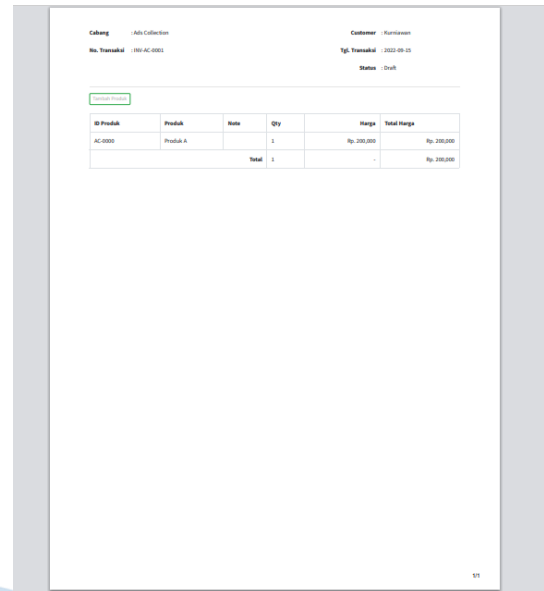 Cabang : Ads Collection Customer : Kurniawan
No. Transaksi : INV-AC-0001 Tgl. Transaksi : 2022-09-15
Status : Draft
Tambah Produk
ID Produk Produk Note Qty Harga Total Harga
AC-0000 Produk A 1 Rp. 200,000 Rp. 200,000
Total 1 - Rp. 200,000
1/1